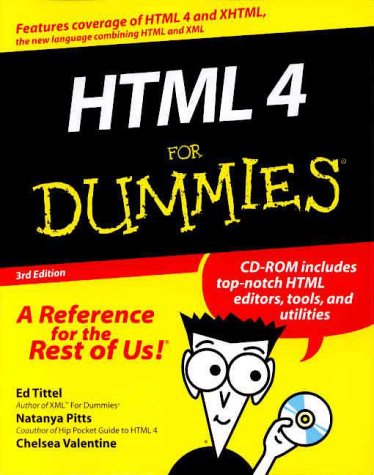 Features coverage of HTML 4 and XHTML,
the new language combining HTML and XML
HTML 4
FOR
DUMMIES®
3rd Edition
CD-ROM includes
top-notch HTML
editors, tools, and
utilities
A Reference
for the
Rest of Us!®
Ed Tittel
Author of XML For Dummies®
Natanya Pitts
Coauthor of Hip Pocket Guide to HTML 4
Chelsea Valentine